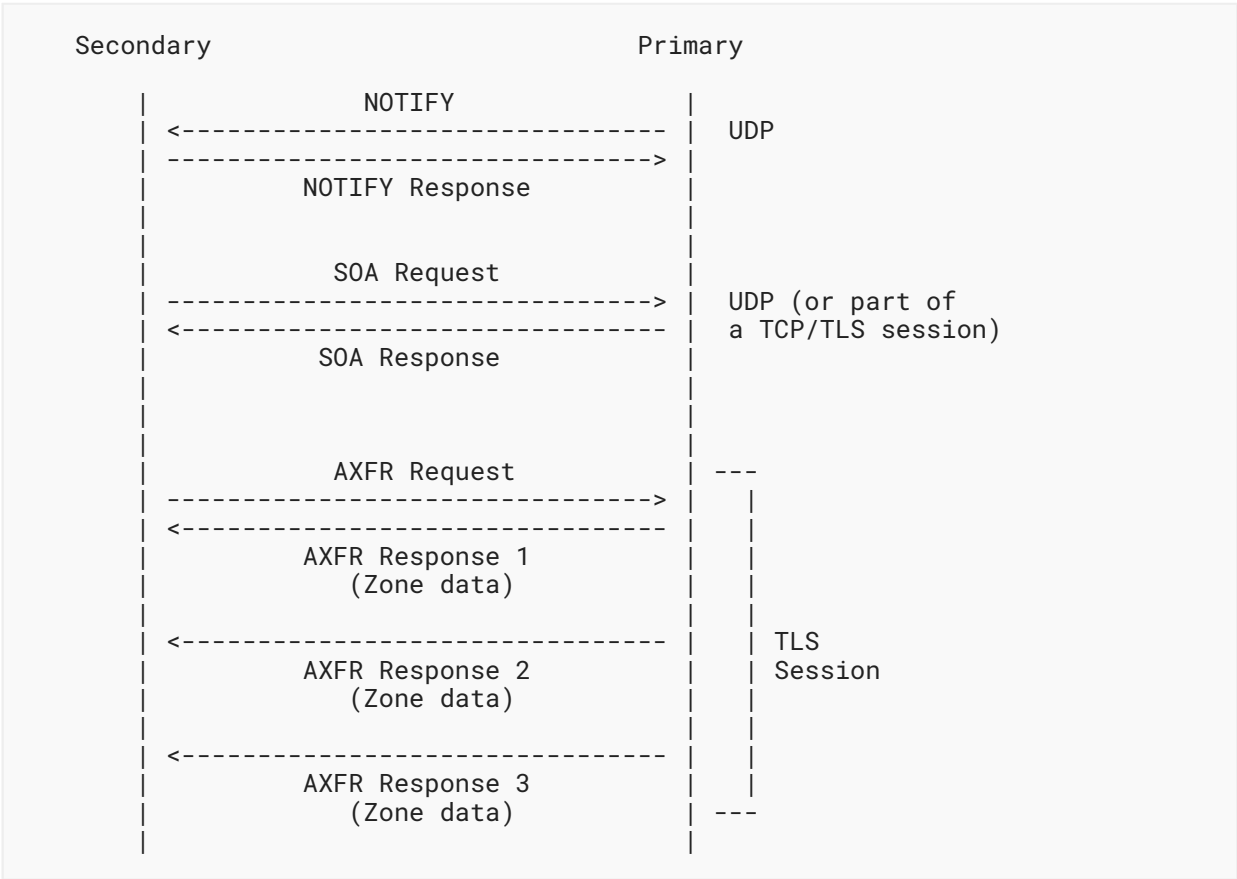 Secondary Primary
NOTIFY
UDP
NOTIFY Response
SOA Request
UDP (or part of
a TCP/TLS session)
SOA Response
AXFR Request
AXFR Response 1
(Zone data)
TLS
AXFR Response 2 Session
(Zone data)
AXFR Response 3
(Zone data)